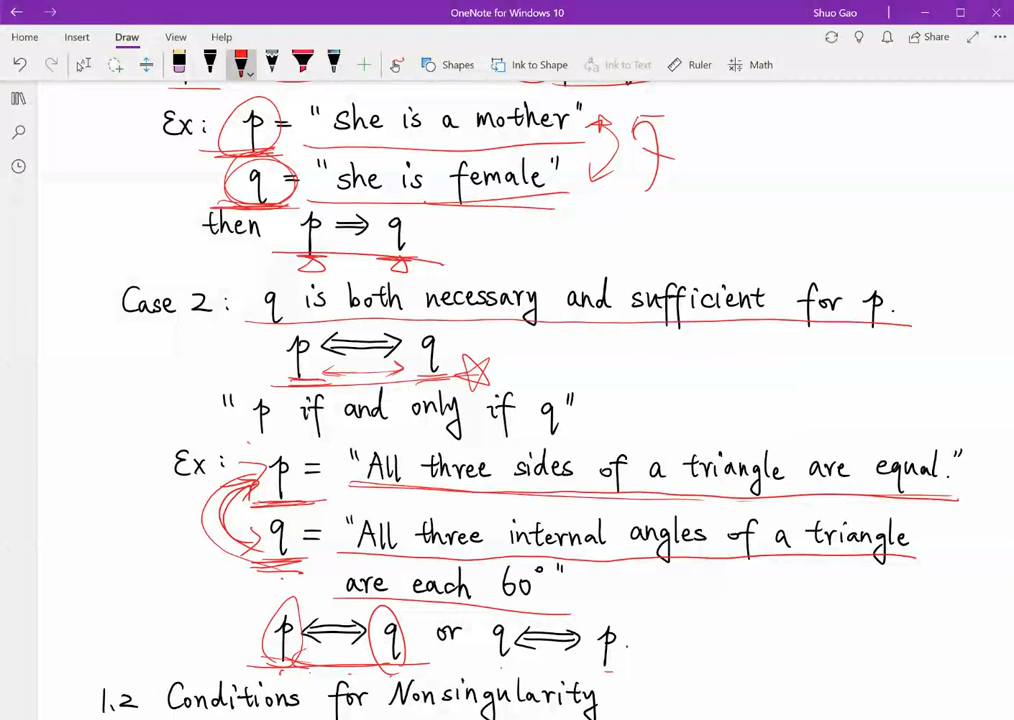 OneNote for Windows 10
Shuo Gao
Home Insert Draw View Help
Share
Shapes Ink to Shape Ink to Text Ruler Math
Ex: p = "she is a mother"
q = "she is female"
then p ⇒ q
Case 2: q is both necessary and sufficient for p.
p ⟺ q
"p if and only if q"
Ex: p = "All three sides of a triangle are equal."
q = "All three internal angles of a triangle
are each 60°"
p ⟺ q or q ⟺ p.
1.2 Conditions for Nonsingularity